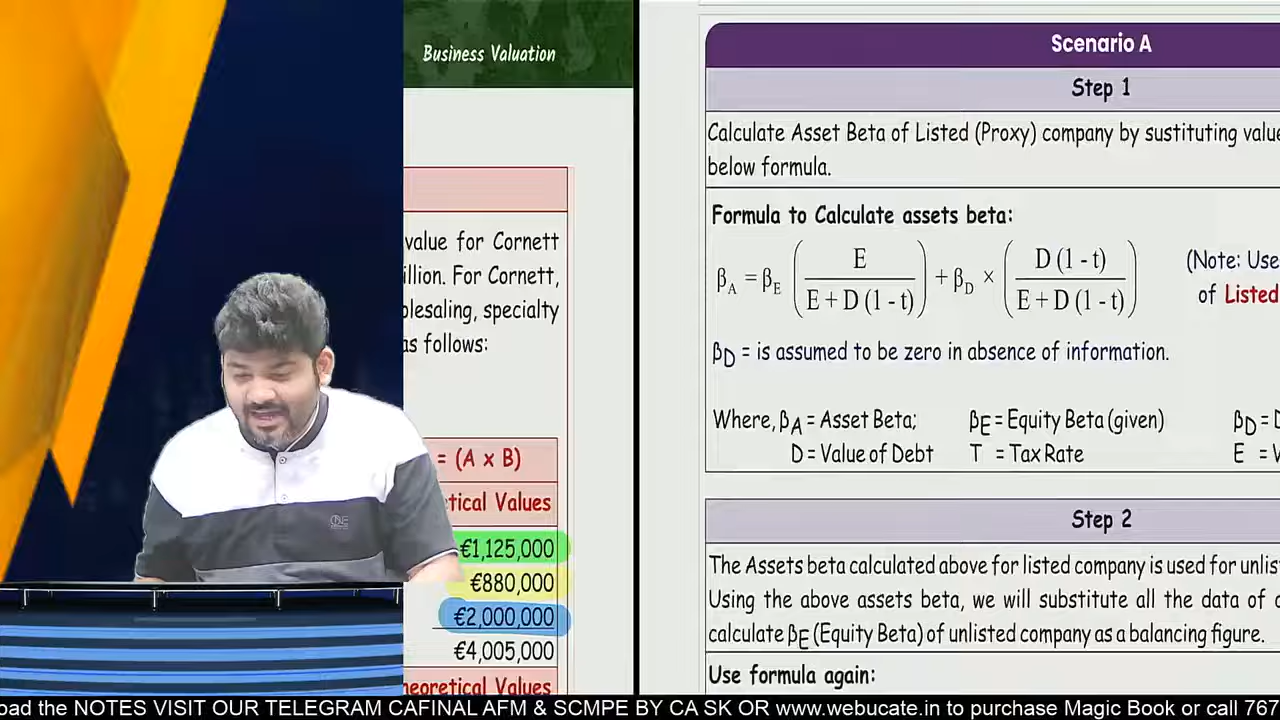 Business Valuation
value for Cornett
illion. For Cornett,
olesaling, specialty
as follows:
= (A x B)
tical Values
€1,125,000
€880,000
€2,000,000
€4,005,000
heoretical Values
Scenario A
Step 1
Calculate Asset Beta of Listed (Proxy) company by sustituting value
below formula.
Formula to Calculate assets beta:
β_A = β_E ( E / (E + D (1 - t)) ) + β_D × ( D (1 - t) / (E + D (1 - t)) )
(Note: Use
of Listed
βD = is assumed to be zero in absence of information.
Where, βA = Asset Beta; βE = Equity Beta (given) βD =
D = Value of Debt T = Tax Rate E =
Step 2
The Assets beta calculated above for listed company is used for unlis
Using the above assets beta, we will substitute all the data of
calculate βE (Equity Beta) of unlisted company as a balancing figure.
Use formula again:
oad the NOTES VISIT OUR TELEGRAM CAFINAL AFM & SCMPE BY CA SK OR www.webucate.in to purchase Magic Book or call 767